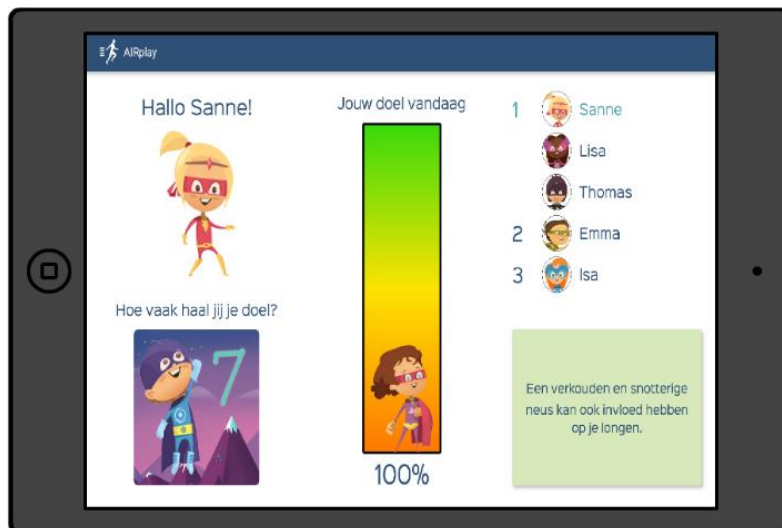 AIRplay
Hallo Sanne!
Hoe vaak haal jij je doel?
7
Jouw doel vandaag
100%
1 Sanne
Lisa
Thomas
2 Emma
3 Isa
Een verkouden en snotterige
neus kan ook invloed hebben
op je longen.